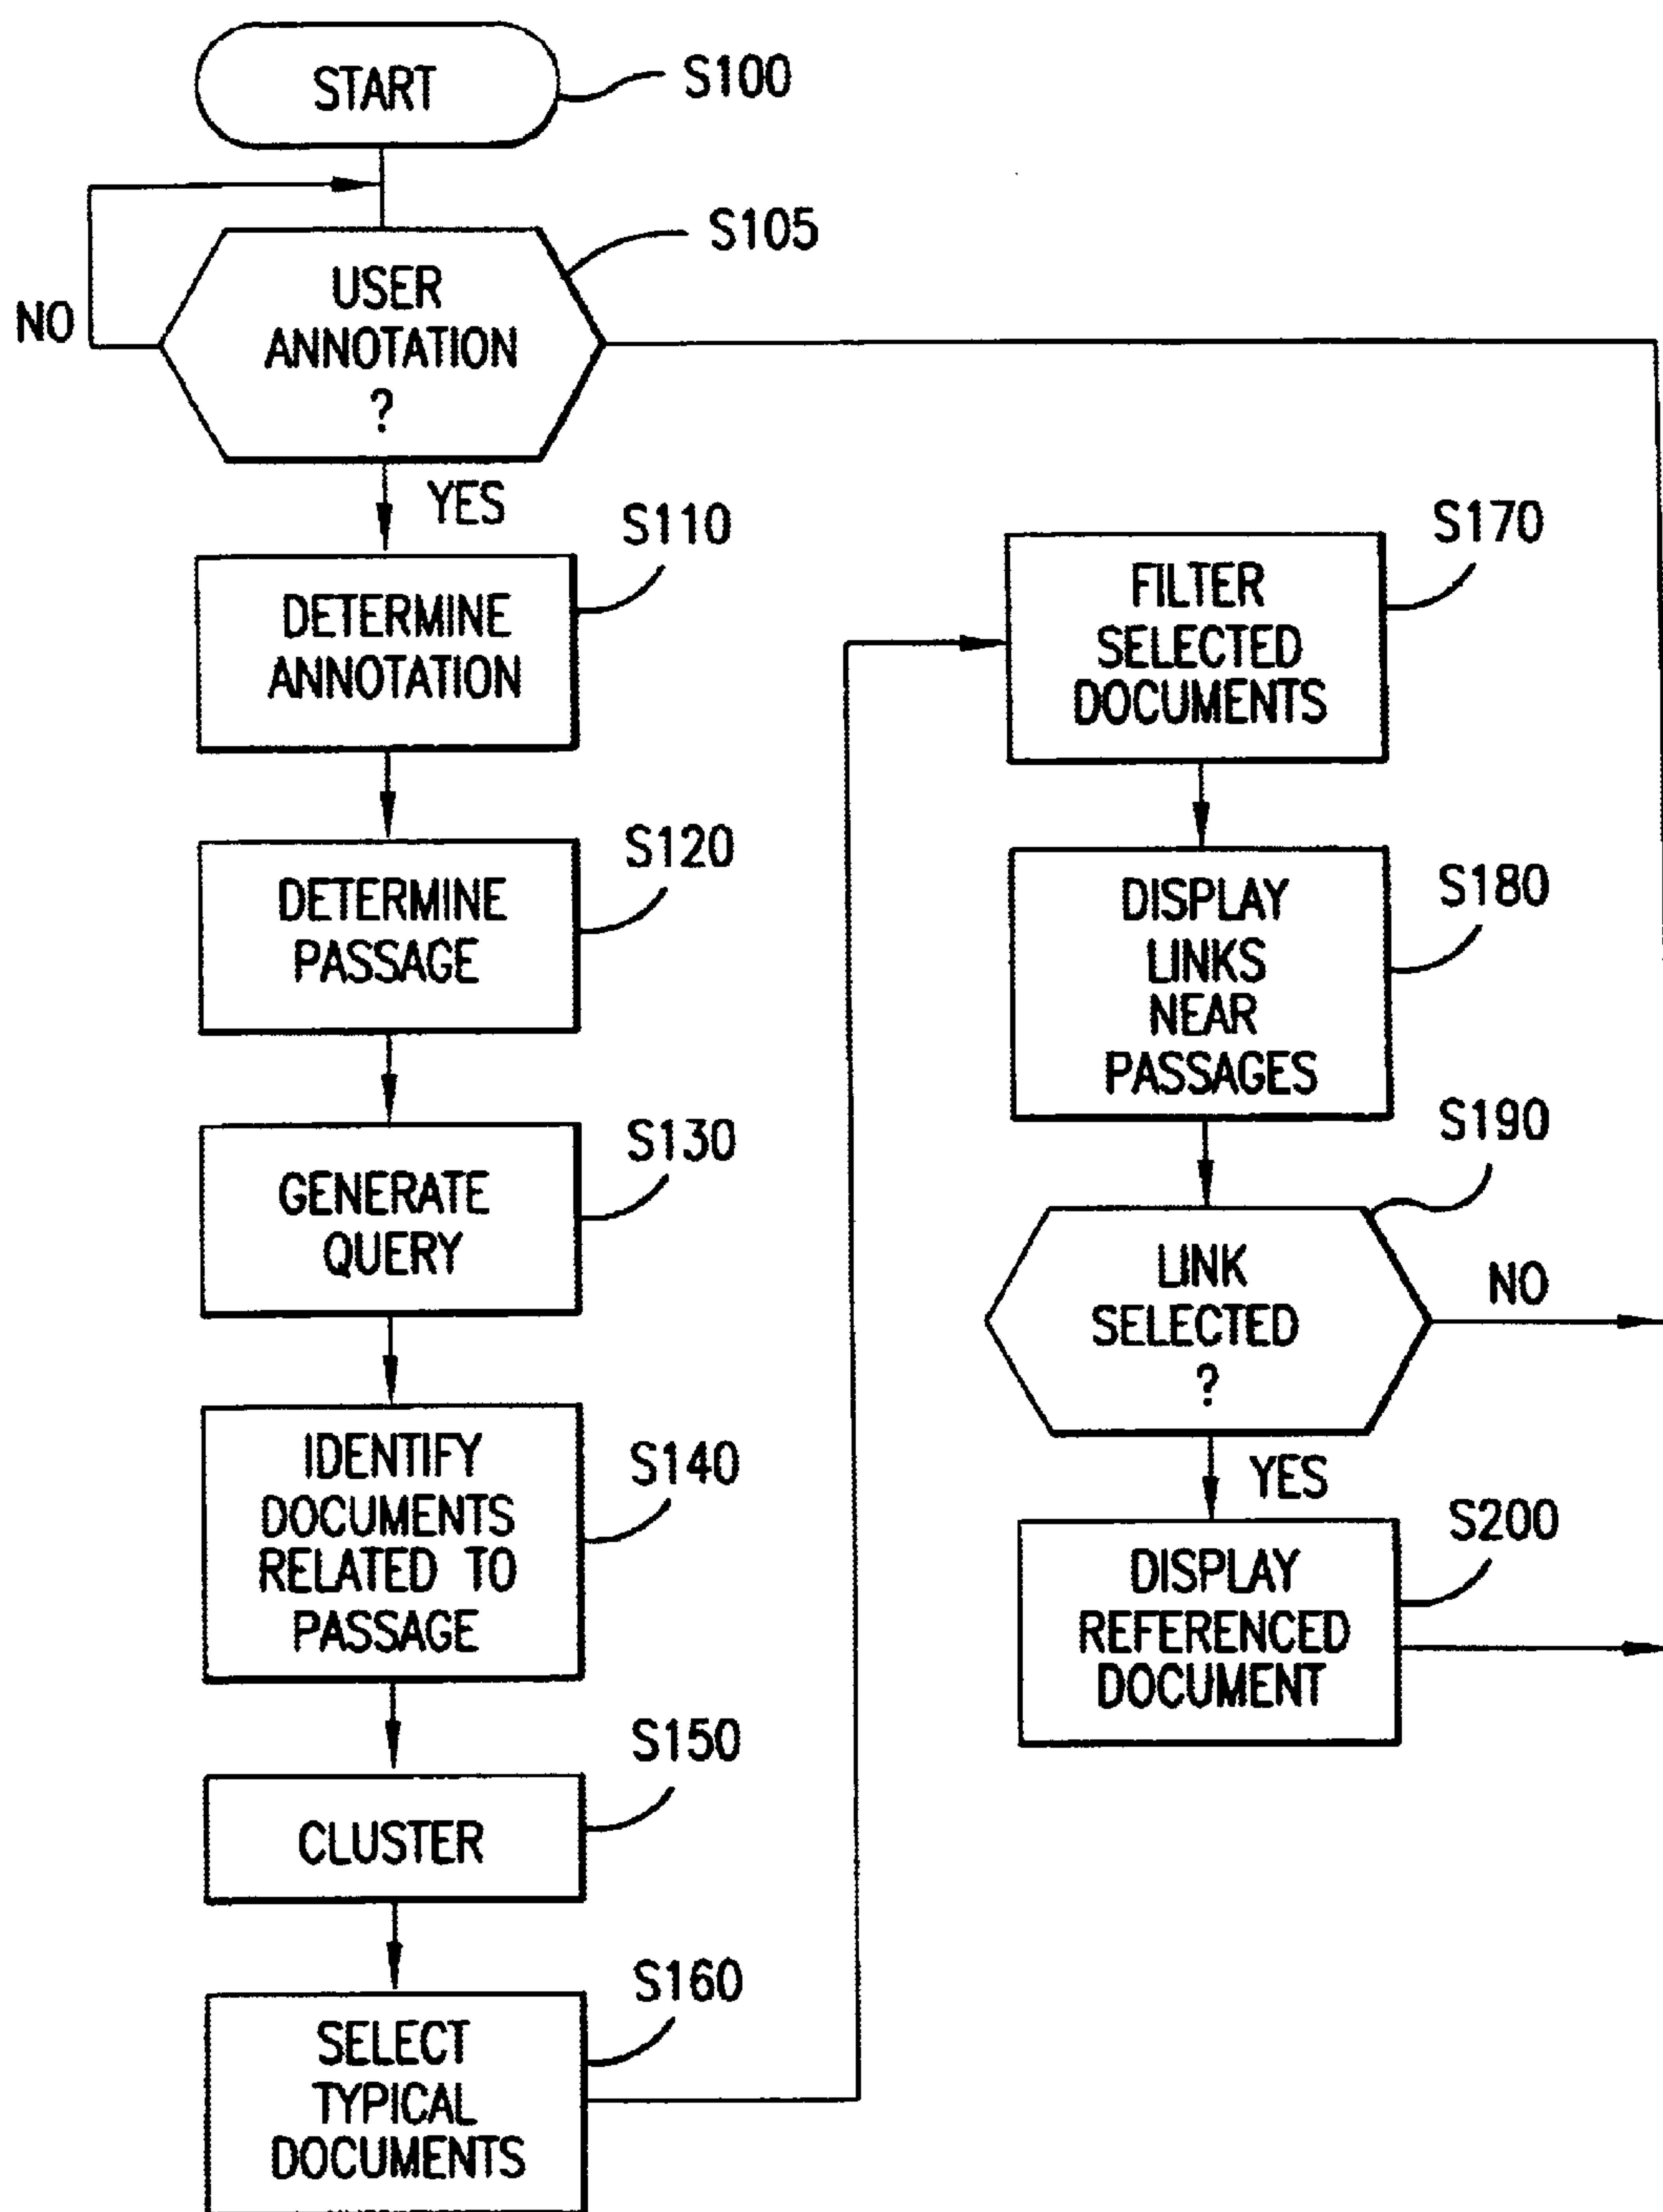 START
S100
S105
USER
ANNOTATION
?
NO
YES
S110
DETERMINE
ANNOTATION
S120
DETERMINE
PASSAGE
S130
GENERATE
QUERY
S140
IDENTIFY
DOCUMENTS
RELATED TO
PASSAGE
S150
CLUSTER
S160
SELECT
TYPICAL
DOCUMENTS
S170
FILTER
SELECTED
DOCUMENTS
S180
DISPLAY
LINKS
NEAR
PASSAGES
S190
LINK
SELECTED
?
NO
YES
S200
DISPLAY
REFERENCED
DOCUMENT